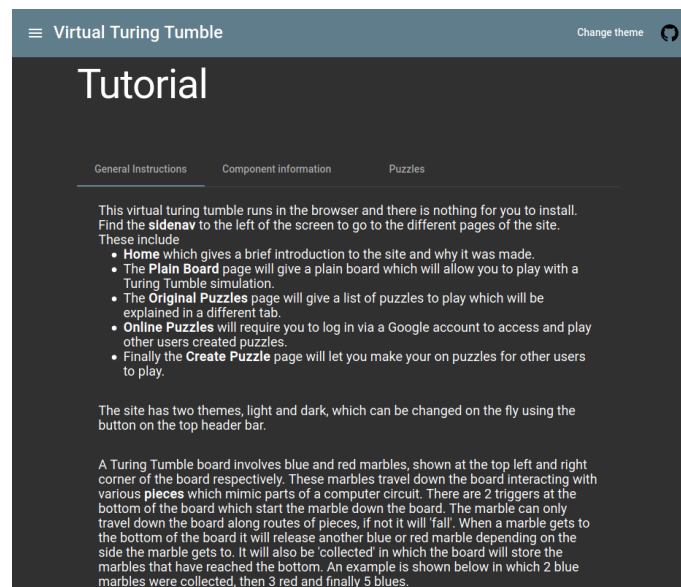 Virtual Turing Tumble
Change theme
Tutorial
General Instructions
Component information
Puzzles
This virtual turing tumble runs in the browser and there is nothing for you to install.
Find the sidenav to the left of the screen to go to the different pages of the site.
These include
• Home which gives a brief introduction to the site and why it was made.
• The Plain Board page will give a plain board which will allow you to play with a
Turing Tumble simulation.
• The Original Puzzles page will give a list of puzzles to play which will be
explained in a different tab.
• Online Puzzles will require you to log in via a Google account to access and play
other users created puzzles.
• Finally the Create Puzzle page will let you make your on puzzles for other users
to play.
The site has two themes, light and dark, which can be changed on the fly using the
button on the top header bar.
A Turing Tumble board involves blue and red marbles, shown at the top left and right
corner of the board respectively. These marbles travel down the board interacting with
various pieces which mimic parts of a computer circuit. There are 2 triggers at the
bottom of the board which start the marble down the board. The marble can only
travel down the board along routes of pieces, if not it will 'fall'. When a marble gets to
the bottom of the board it will release another blue or red marble depending on the
side the marble gets to. It will also be 'collected' in which the board will store the
marbles that have reached the bottom. An example is shown below in which 2 blue
marbles were collected, then 3 red and finally 5 blues.